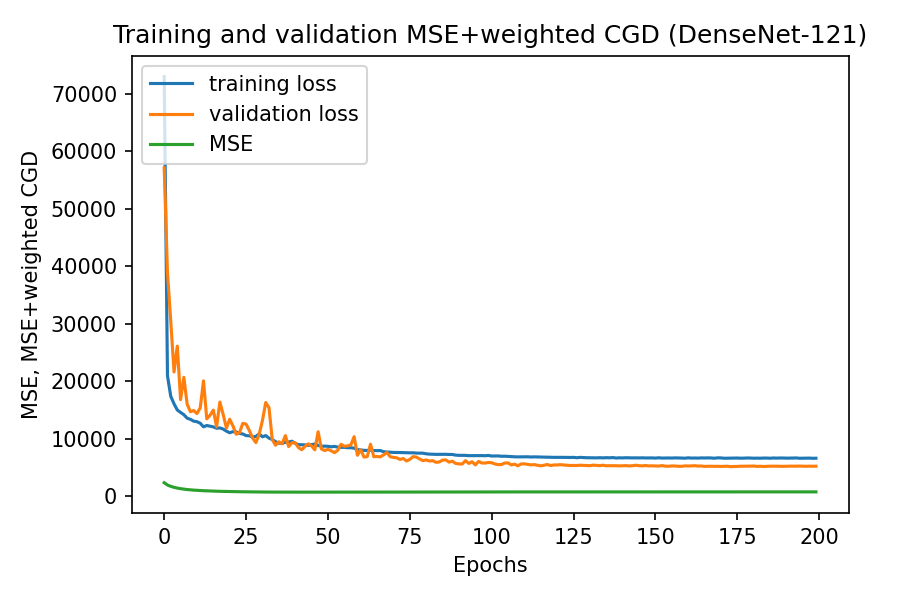 Training and validation MSE+weighted CGD (DenseNet-121)
training loss
validation loss
MSE
MSE, MSE+weighted CGD
70000
60000
50000
40000
30000
20000
10000
0
0 25 50 75 100 125 150 175 200
Epochs